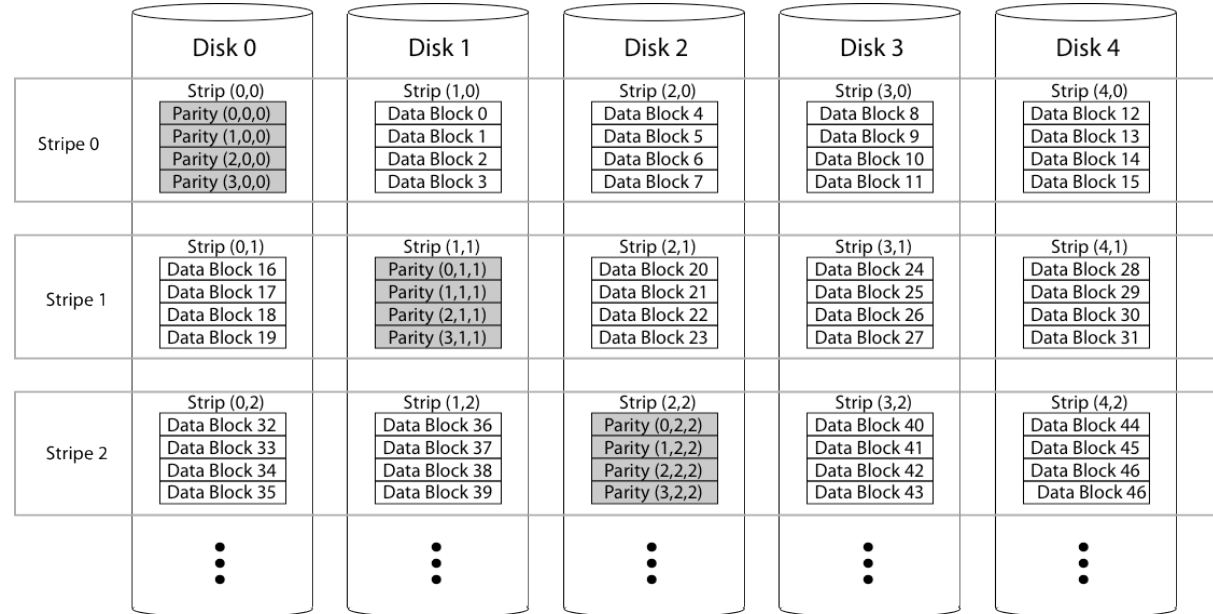 Disk 0 Disk 1 Disk 2 Disk 3 Disk 4
Strip (0,0) Strip (1,0) Strip (2,0) Strip (3,0) Strip (4,0)
Parity (0,0,0) Data Block 0 Data Block 4 Data Block 8 Data Block 12
Parity (1,0,0) Data Block 1 Data Block 5 Data Block 9 Data Block 13
Stripe 0
Parity (2,0,0) Data Block 2 Data Block 6 Data Block 10 Data Block 14
Parity (3,0,0) Data Block 3 Data Block 7 Data Block 11 Data Block 15
Strip (0,1) Strip (1,1) Strip (2,1) Strip (3,1) Strip (4,1)
Data Block 16 Parity (0,1,1) Data Block 20 Data Block 24 Data Block 28
Data Block 17 Parity (1,1,1) Data Block 21 Data Block 25 Data Block 29
Stripe 1
Data Block 18 Parity (2,1,1) Data Block 22 Data Block 26 Data Block 30
Data Block 19 Parity (3,1,1) Data Block 23 Data Block 27 Data Block 31
Strip (0,2) Strip (1,2) Strip (2,2) Strip (3,2) Strip (4,2)
Data Block 32 Data Block 36 Parity (0,2,2) Data Block 40 Data Block 44
Data Block 33 Data Block 37 Parity (1,2,2) Data Block 41 Data Block 45
Stripe 2
Data Block 34 Data Block 38 Parity (2,2,2) Data Block 42 Data Block 46
Data Block 35 Data Block 39 Parity (3,2,2) Data Block 43 Data Block 46